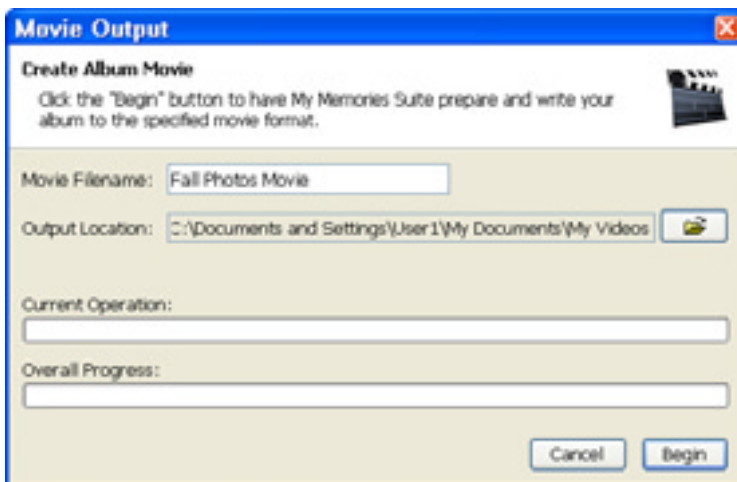 Movie Output
Create Album Movie
Click the "Begin" button to have My Memories Suite prepare and write your
album to the specified movie format.
Movie Filename: Fall Photos Movie
Output Location: C:\Documents and Settings\User1\My Documents\My Videos
Current Operation:
Overall Progress:
Cancel Begin